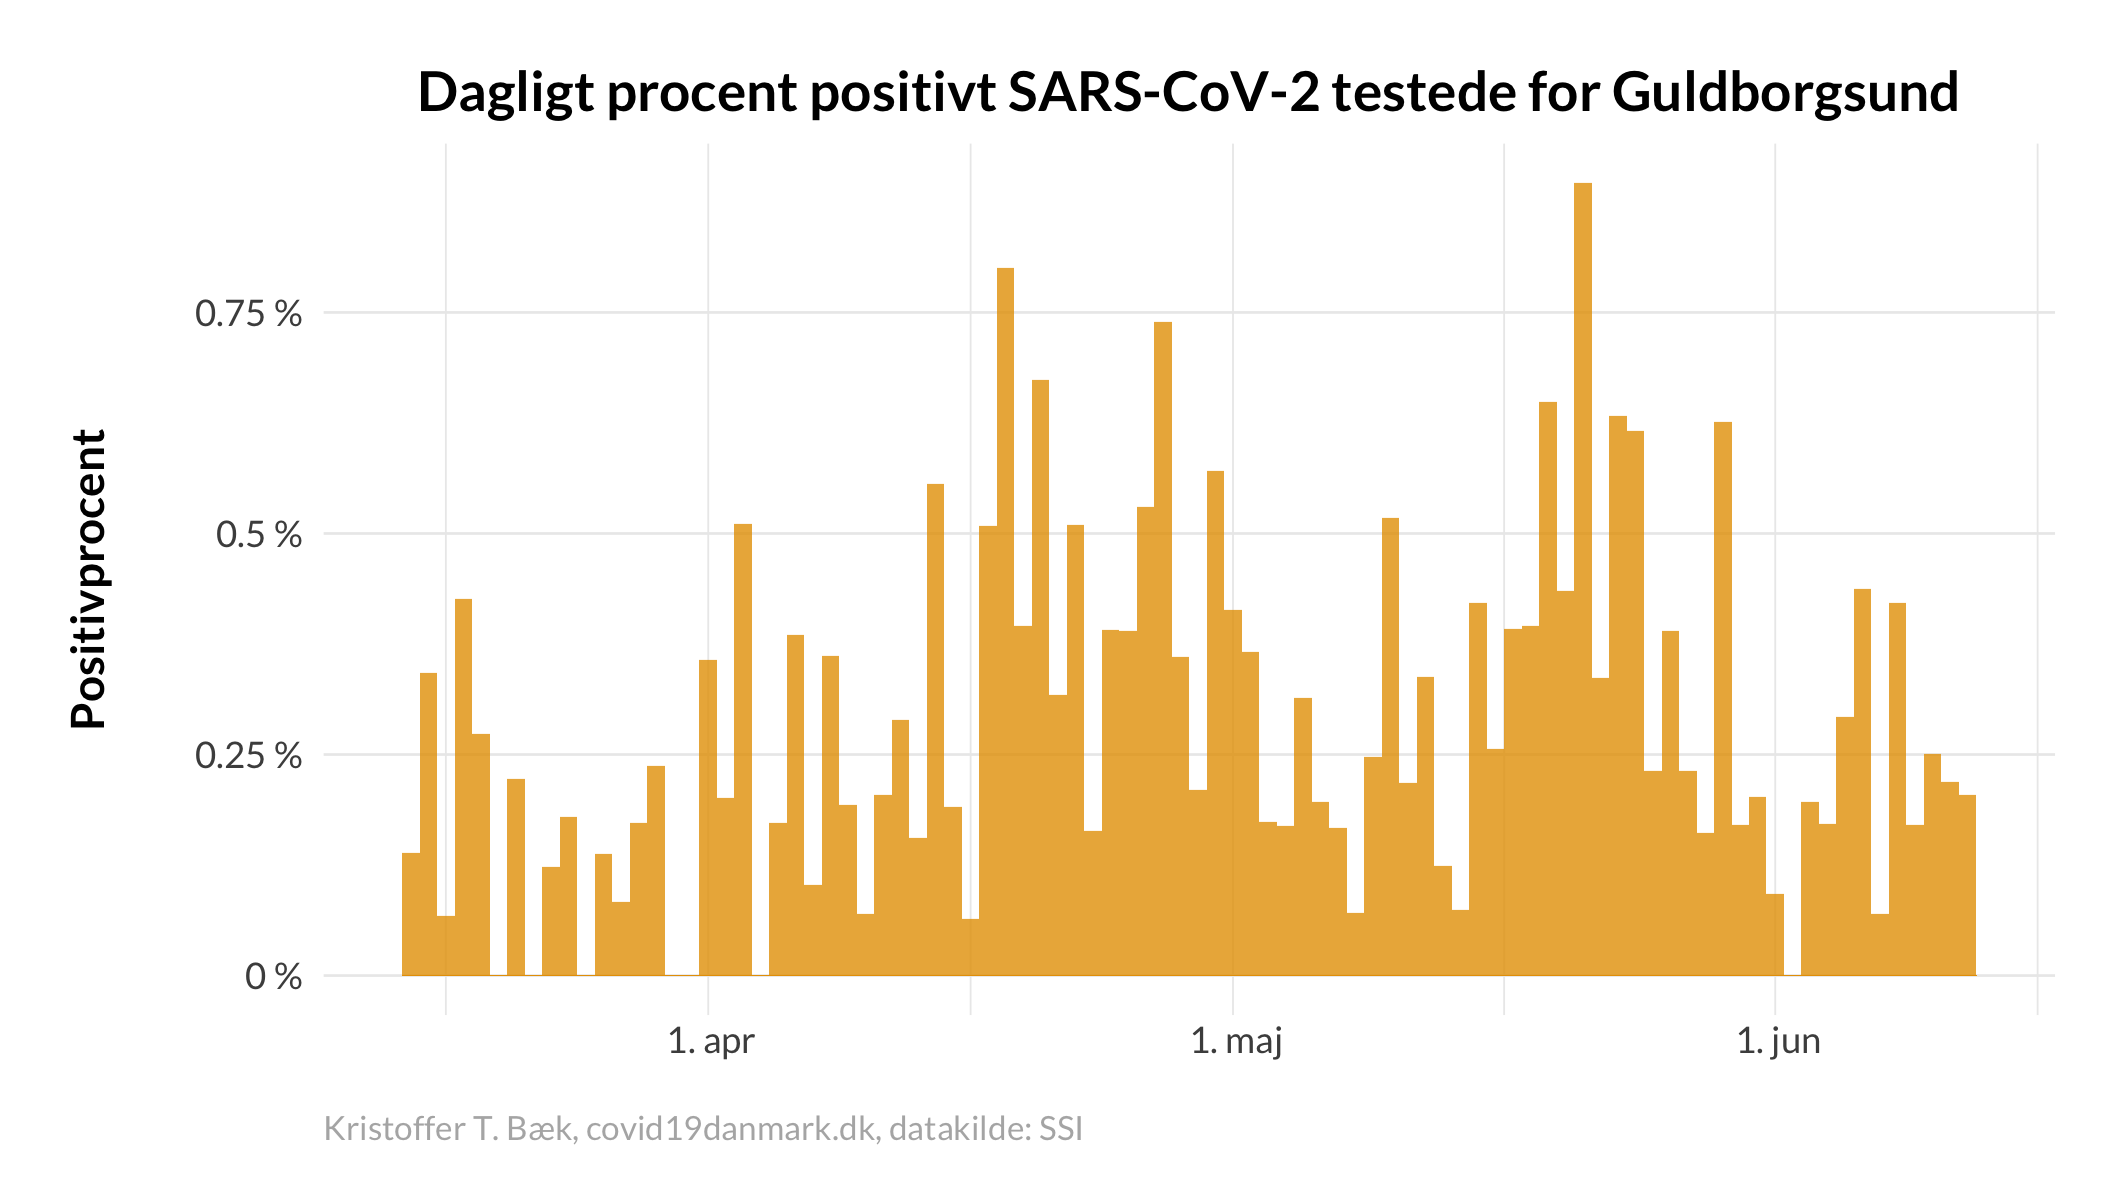 Dagligt procent positivt SARS-CoV-2 testede for Guldborgsund
Positivprocent
0.75 %
0.5 %
0.25 %
0 %
1. apr
1. maj
1. jun
Kristoffer T. Bæk, covid19danmark.dk, datakilde: SSI